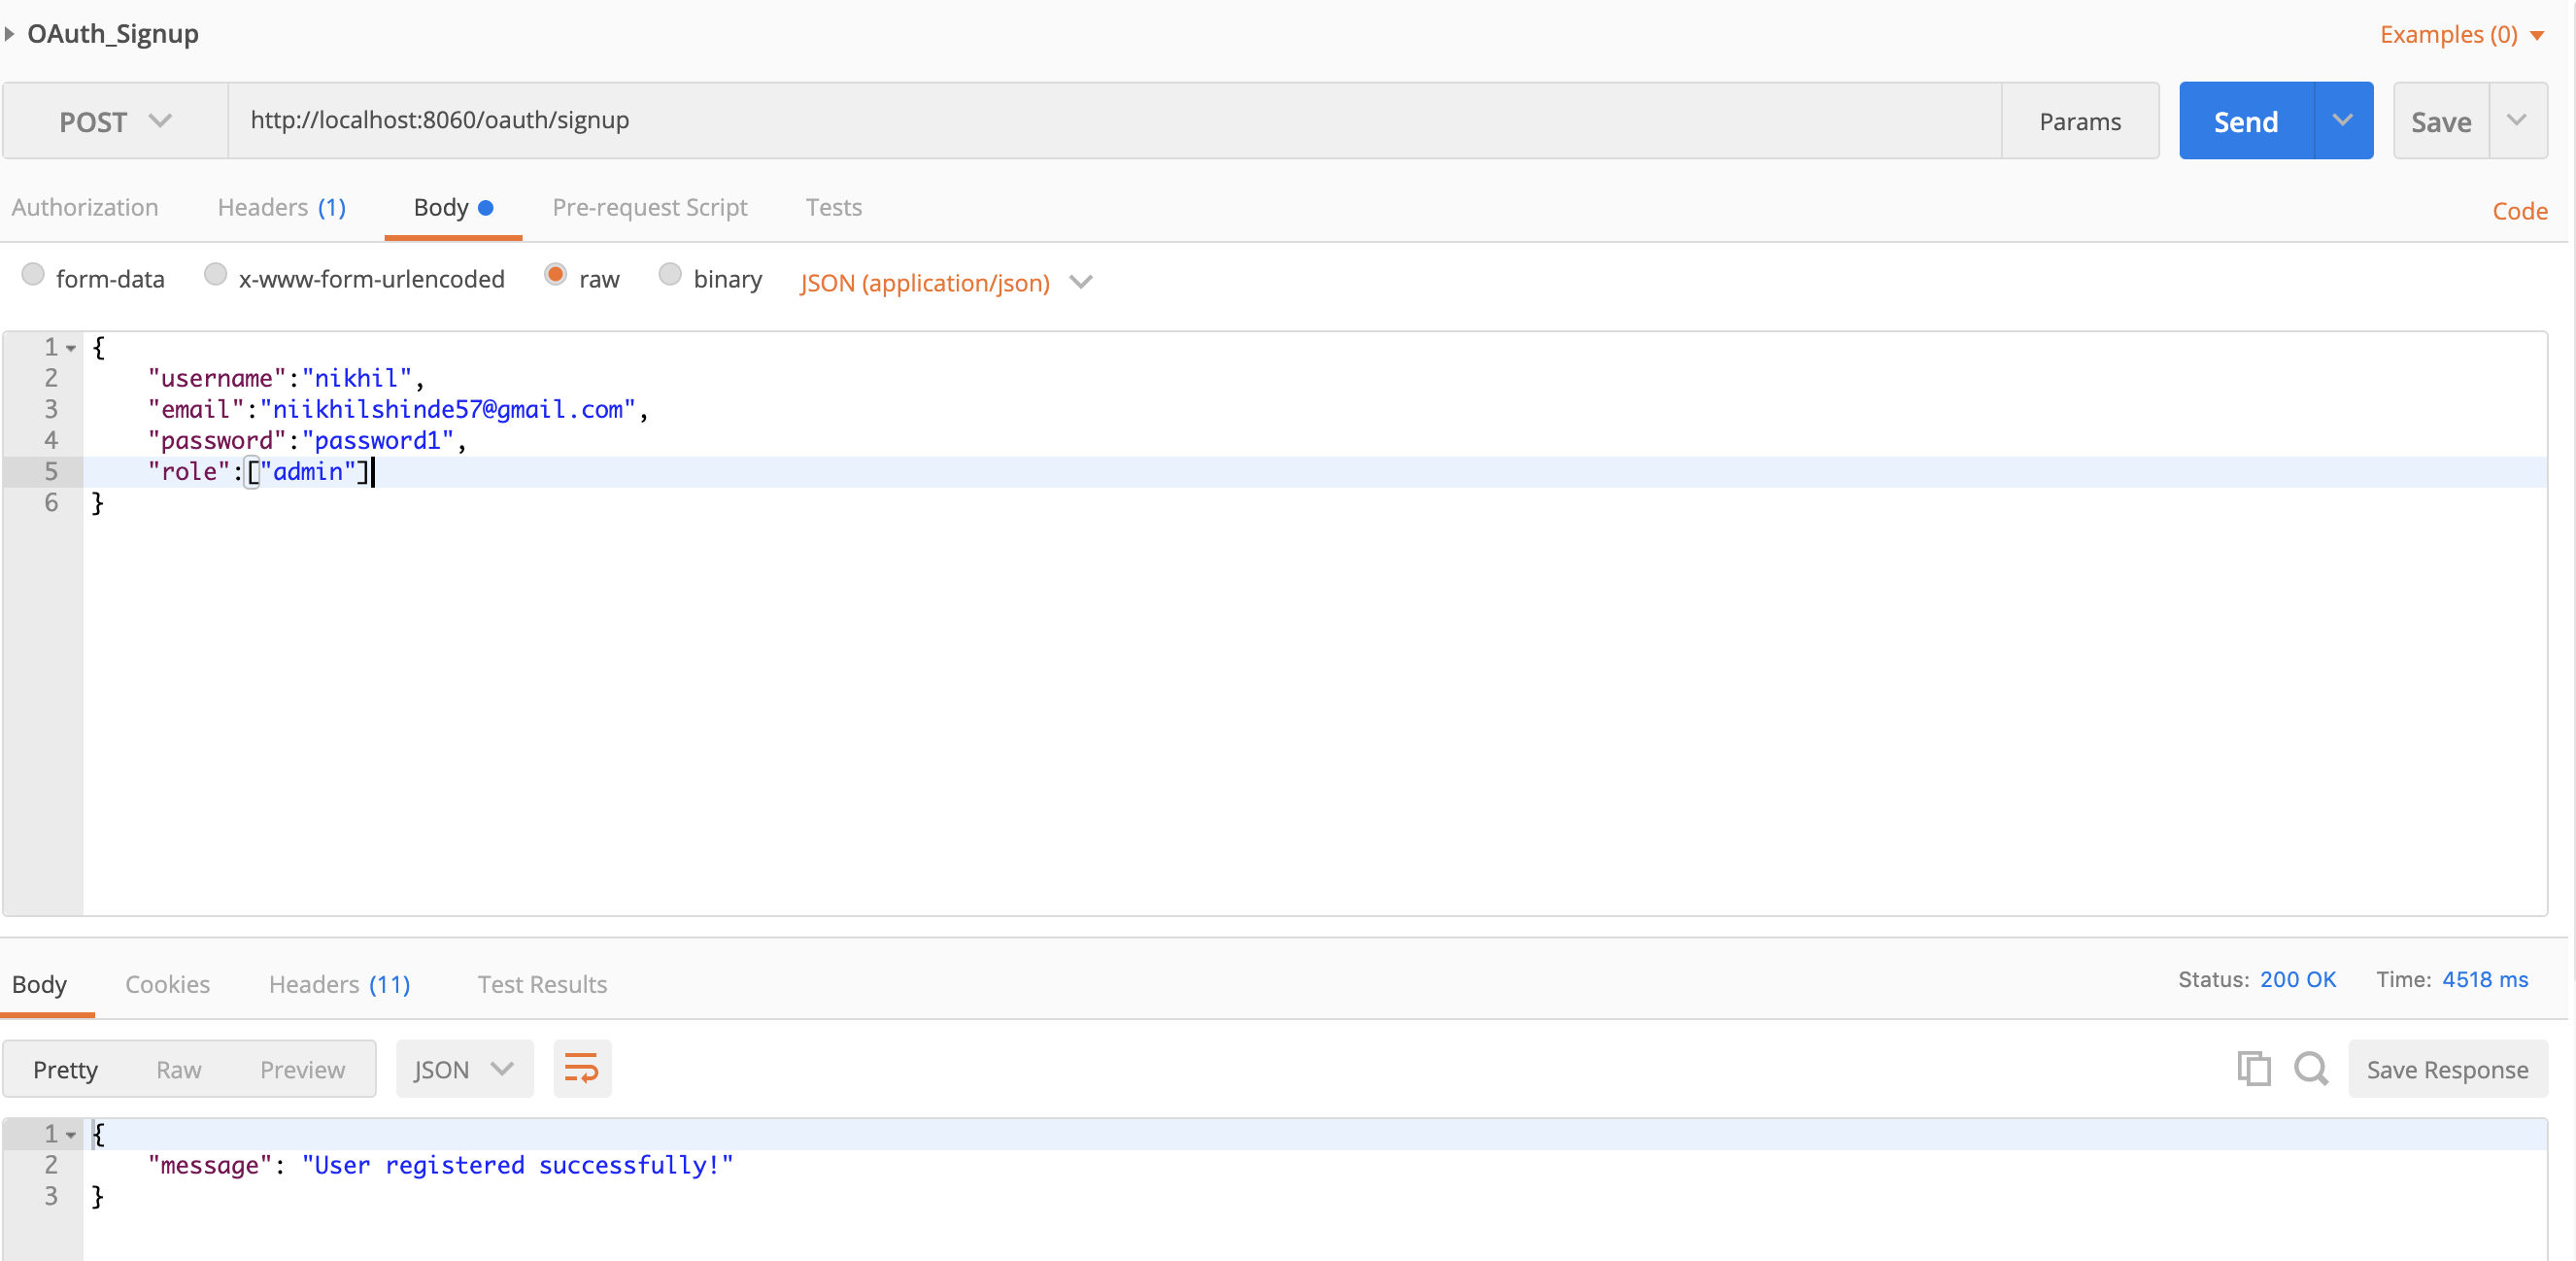 OAuth_Signup
Examples (0)
POST http://localhost:8060/oauth/signup Params Send Save
Authorization Headers (1) Body Pre-request Script Tests Code
form-data x-www-form-urlencoded raw binary JSON (application/json)
1 {
2 "username":"nikhil",
3 "email":"niikhilshinde57@gmail.com",
4 "password":"password1",
5 "role":["admin"]
6 }
Body Cookies Headers (11) Test Results Status: 200 OK Time: 4518 ms
Pretty Raw Preview JSON Save Response
1 {
2 "message": "User registered successfully!"
3 }